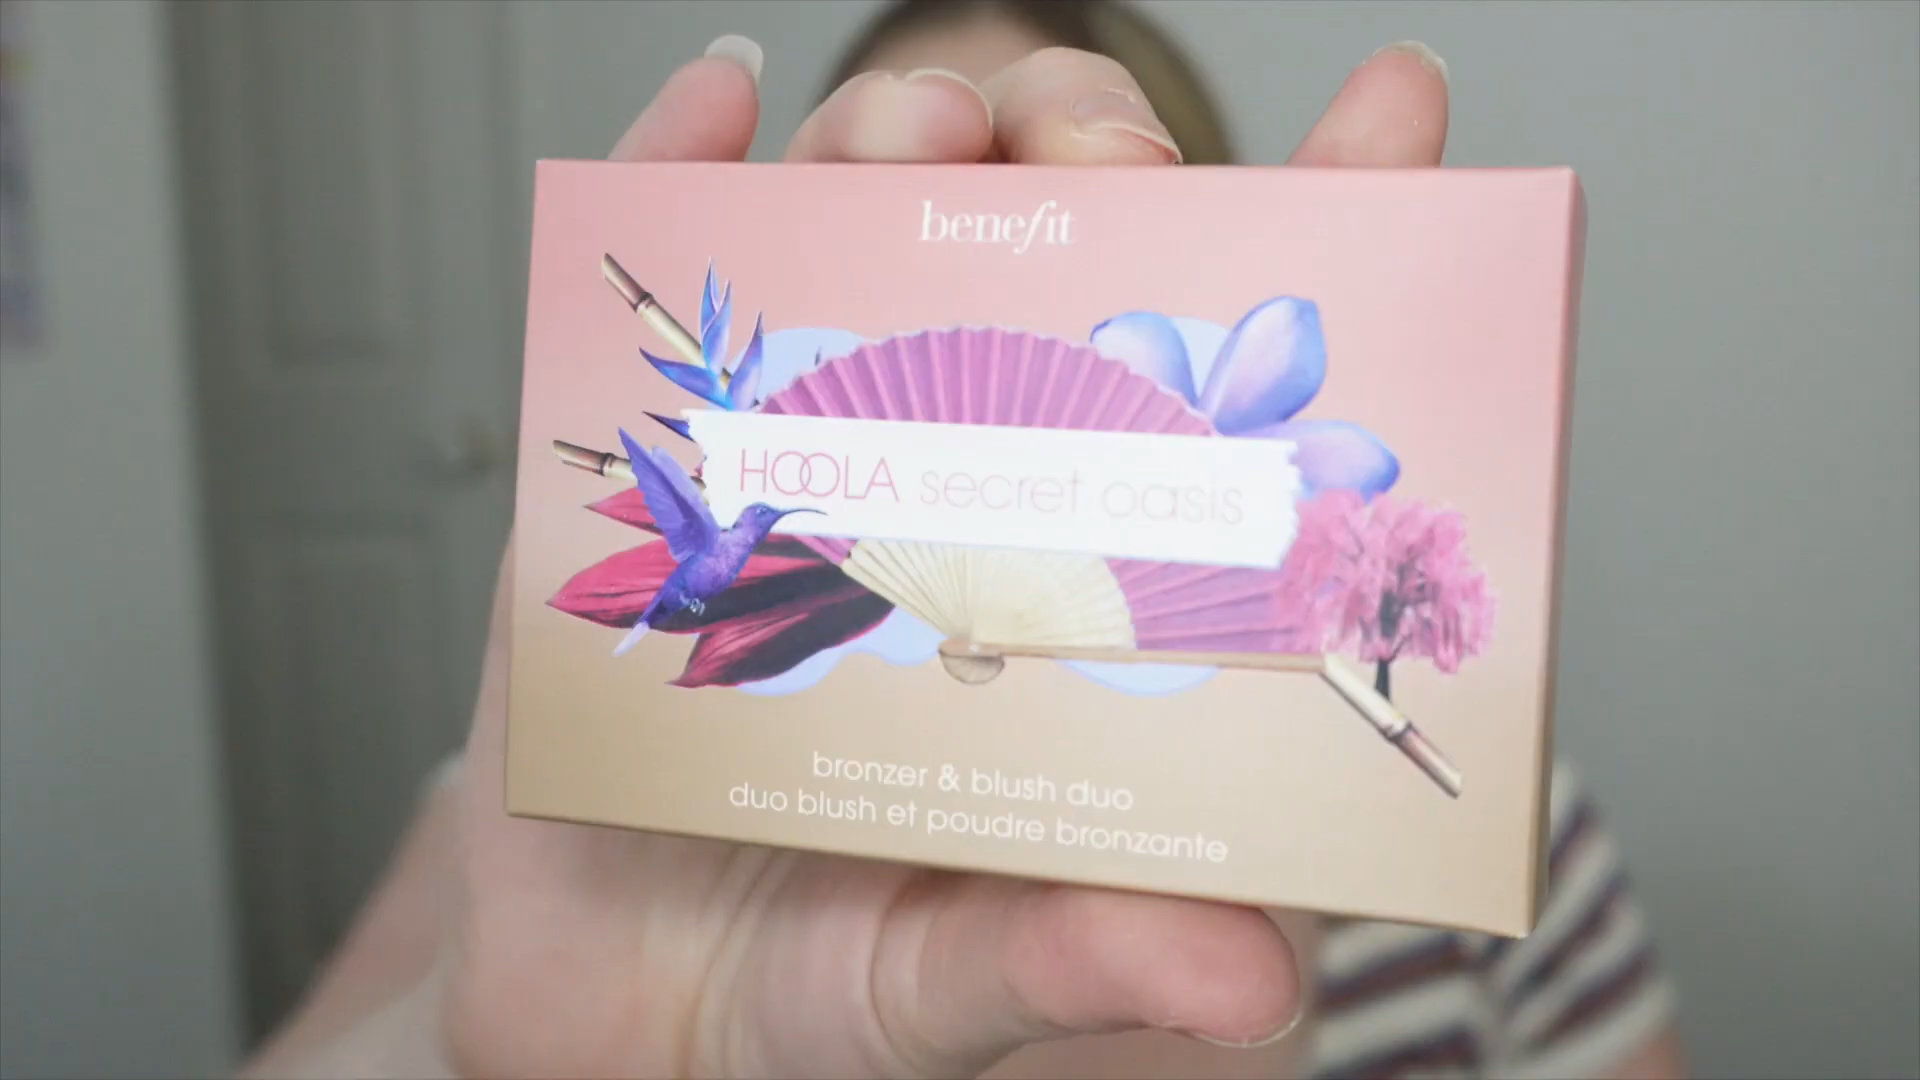 benefit
HOOLA secret oasis
bronzer & blush duo
duo blush et poudre bronzante